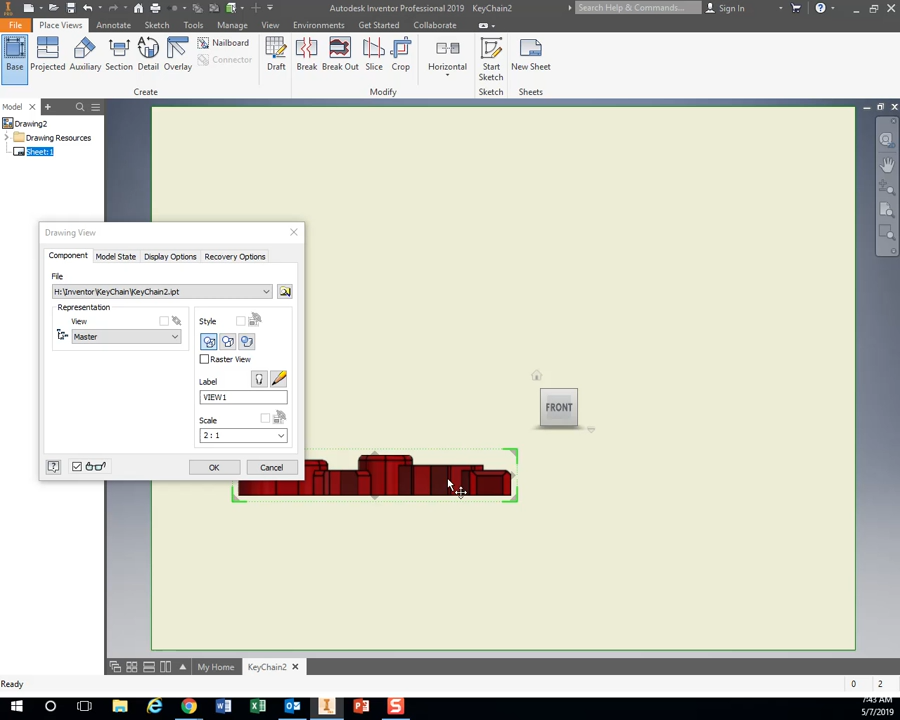 Autodesk Inventor Professional 2019   KeyChain2
Search Help & Commands...
Sign In
File
Place Views
Annotate
Sketch
Tools
Manage
View
Environments
Get Started
Collaborate
Base
Projected
Auxiliary
Section
Detail
Overlay
Nailboard
Connector
Draft
Break
Break Out
Slice
Crop
Horizontal
Start
Sketch
New Sheet
Create
Modify
Sketch
Sheets
Model
Drawing2
Drawing Resources
Sheet:1
Drawing View
Component
Model State
Display Options
Recovery Options
File
H:\Inventor\KeyChain\KeyChain2.ipt
Representation
View
Master
Style
Raster View
Label
VIEW1
Scale
2 : 1
OK
Cancel
FRONT
My Home
KeyChain2
Ready
0
2
7:43 AM
5/7/2019